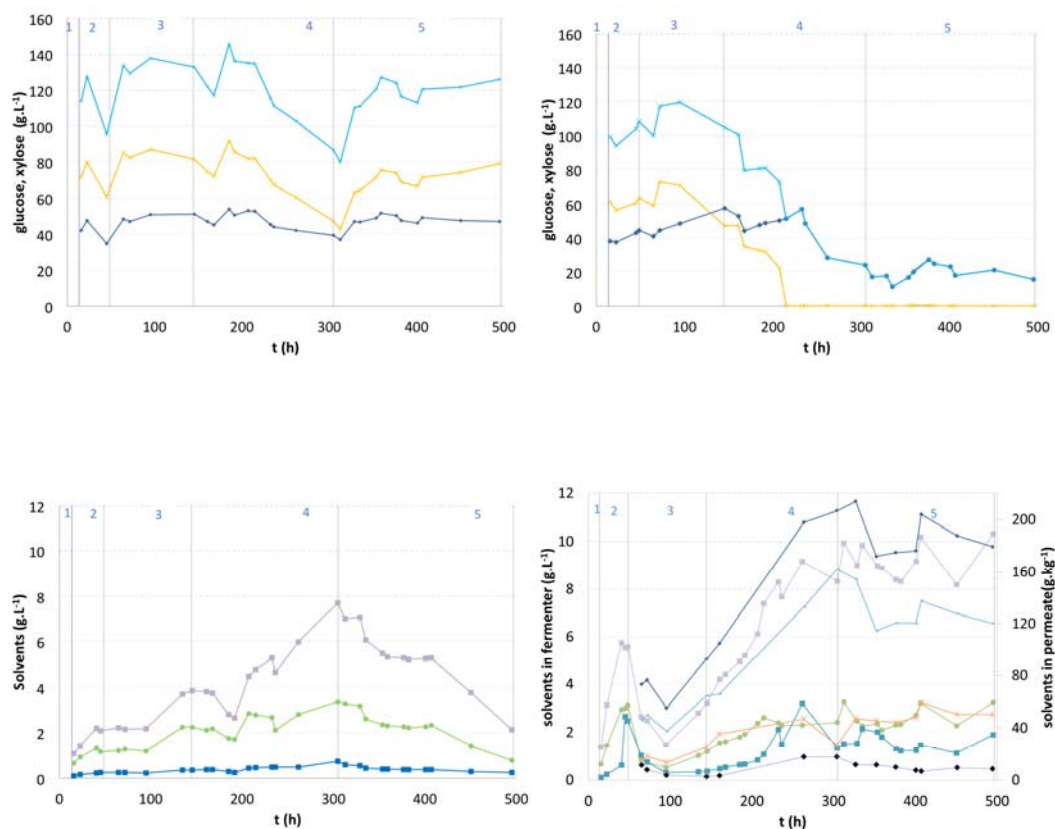 160
140
120
100
80
60
40
20
0
glucose, xylose (g.L⁻¹)
1 2 3 4 5
0 100 200 300 400 500
t (h)
160
140
120
100
80
60
40
20
0
glucose, xylose (g.L⁻¹)
1 2 3 4 5
0 100 200 300 400 500
t (h)
12
10
8
6
4
2
0
Solvents (g.L⁻¹)
1 2 3 4 5
0 100 200 300 400 500
t (h)
12
10
8
6
4
2
0
solvents in fermenter (g.L⁻¹)
1 2 3 4 5
200
160
120
80
40
0
solvents in permeate(g.kg⁻¹)
0 100 200 300 400 500
t (h)